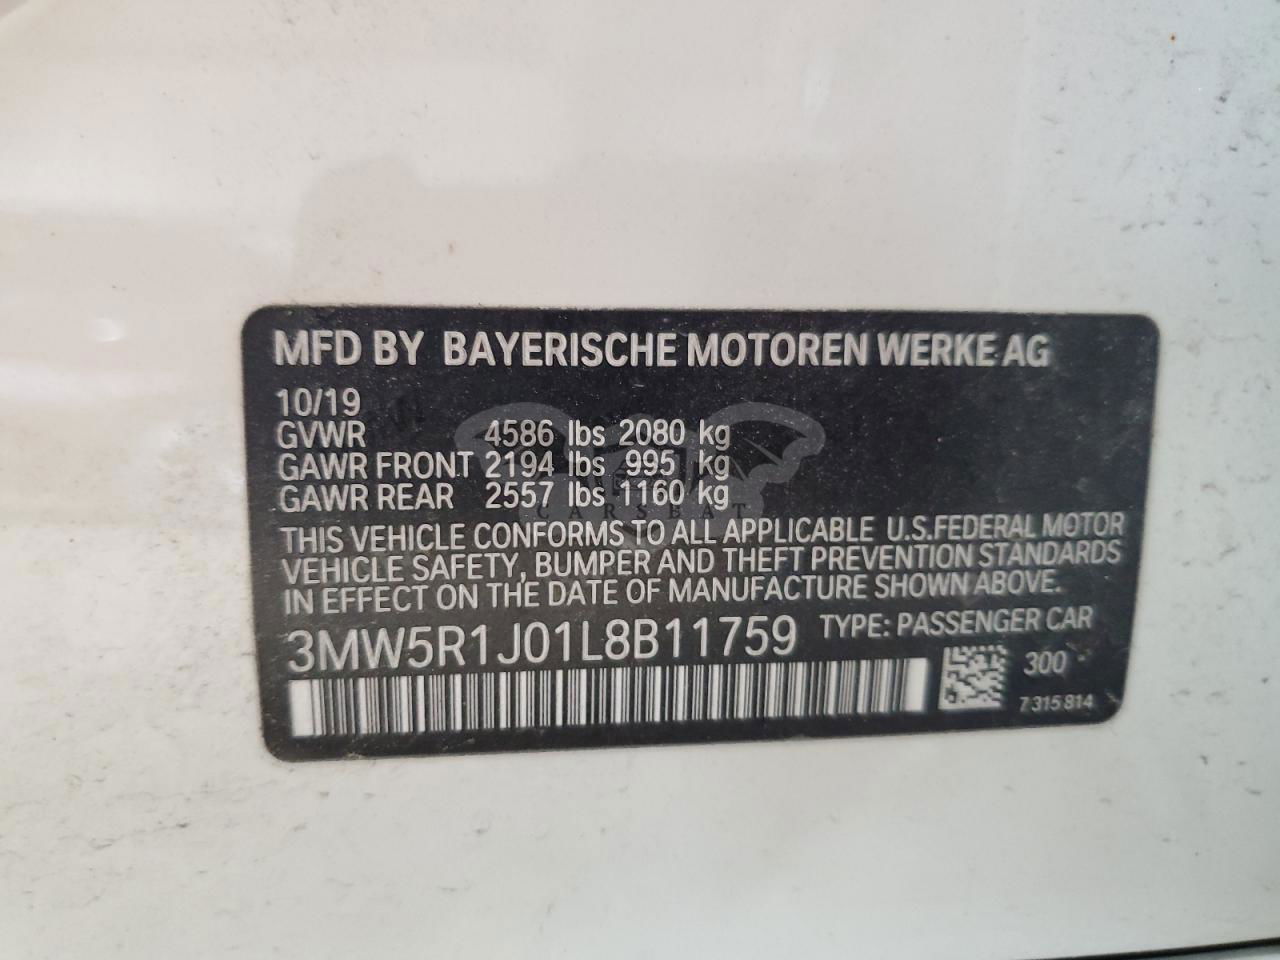 MFD BY BAYERISCHE MOTOREN WERKE AG
10/19
GVWR 4586 lbs 2080 kg
GAWR FRONT 2194 lbs 995 kg
GAWR REAR 2557 lbs 1160 kg
CARSBAT
THIS VEHICLE CONFORMS TO ALL APPLICABLE U.S.FEDERAL MOTOR
VEHICLE SAFETY, BUMPER AND THEFT PREVENTION STANDARDS
IN EFFECT ON THE DATE OF MANUFACTURE SHOWN ABOVE.
3MW5R1J01L8B11759 TYPE: PASSENGER CAR
300
7 315 814